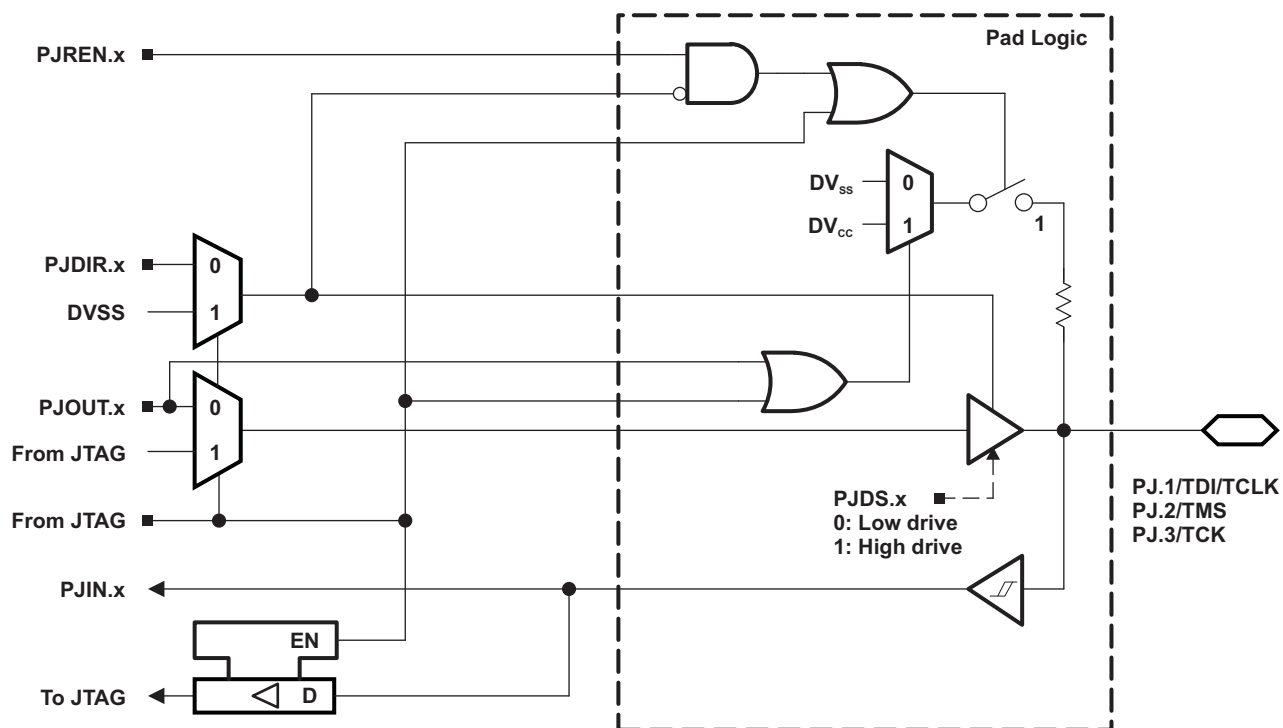 Pad Logic
PJREN.x
DVSS
0
DVCC
1
1
PJDIR.x
0
DVSS
1
PJOUT.x
0
From JTAG
1
PJDS.x
0: Low drive
1: High drive
PJ.1/TDI/TCLK
PJ.2/TMS
PJ.3/TCK
From JTAG
PJIN.x
EN
To JTAG
D